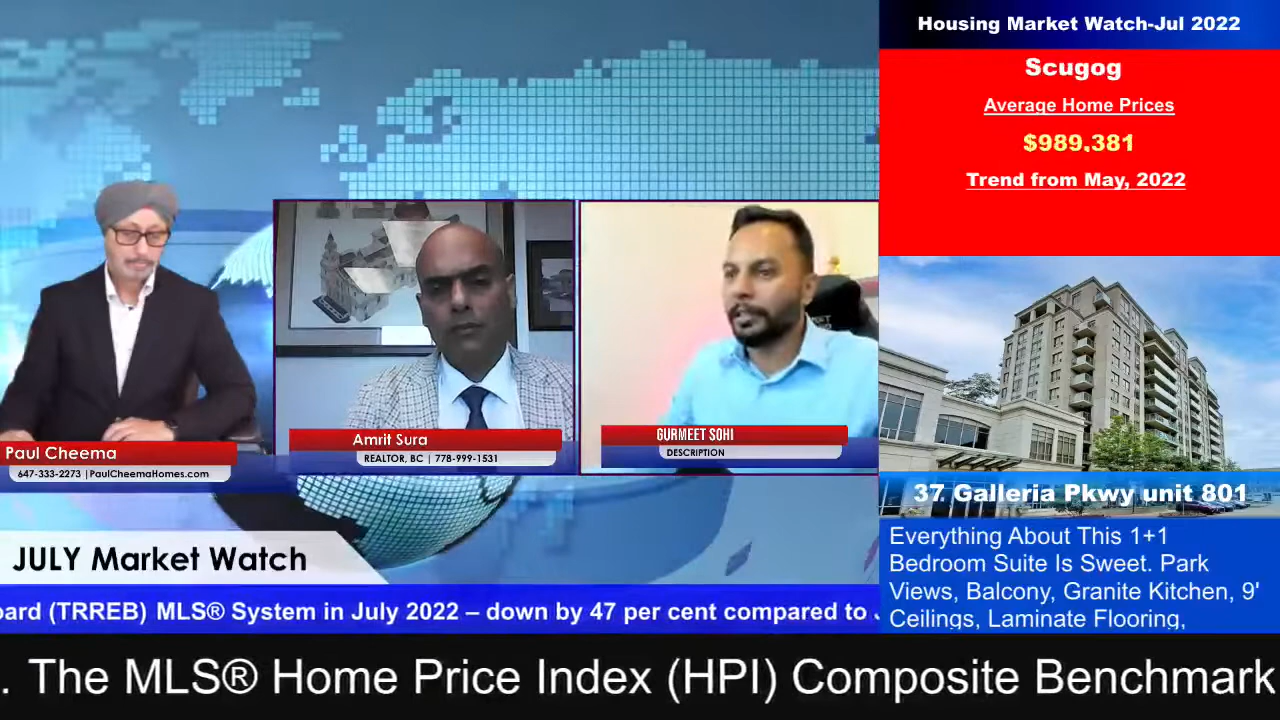 Housing Market Watch-Jul 2022
Scugog
Average Home Prices
$989,381
Trend from May, 2022
Paul Cheema
647-333-2273 |PaulCheemaHomes.com
Amrit Sura
REALTOR, BC | 778-999-1531
GURMEET SOHI
DESCRIPTION
37 Galleria Pkwy unit 801
Everything About This 1+1
Bedroom Suite Is Sweet. Park
Views, Balcony, Granite Kitchen, 9'
Ceilings, Laminate Flooring,
JULY Market Watch
oard (TRREB) MLS® System in July 2022 – down by 47 per cent compared to
. The MLS® Home Price Index (HPI) Composite Benchmark